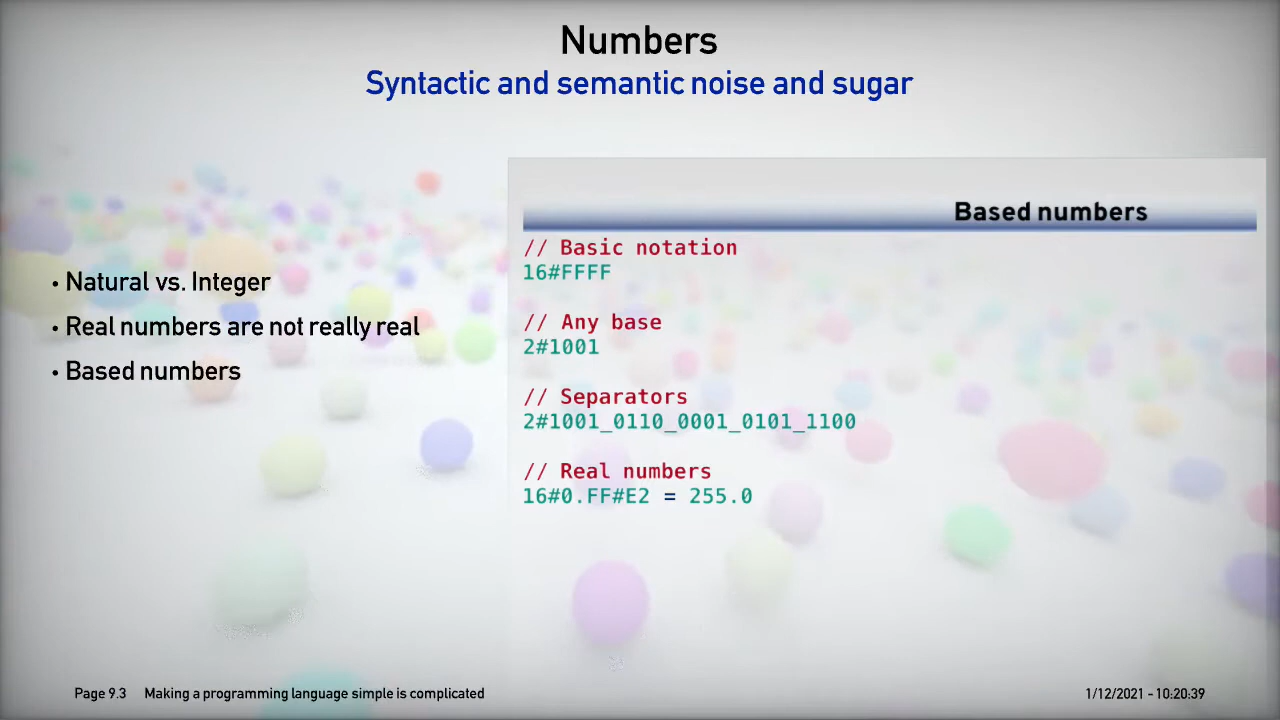 Numbers
Syntactic and semantic noise and sugar
• Natural vs. Integer
• Real numbers are not really real
• Based numbers
Based numbers
// Basic notation
16#FFFF
// Any base
2#1001
// Separators
2#1001_0110_0001_0101_1100
// Real numbers
16#0.FF#E2 = 255.0
Page 9.3 Making a programming language simple is complicated
1/12/2021 - 10:20:39